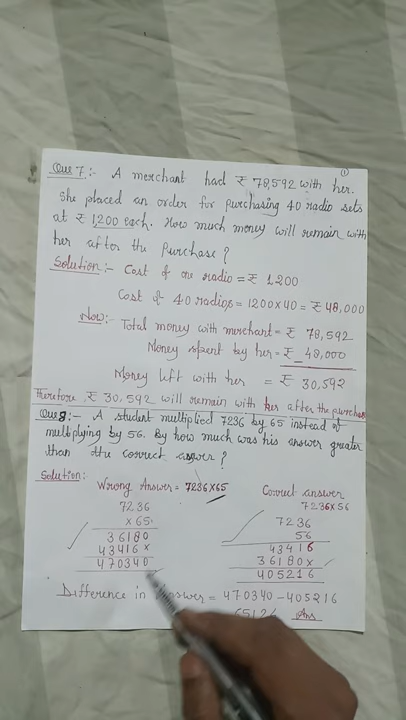 (1)
Que 7:- A merchant had ₹ 78,592 with her.
She placed an order for purchasing 40 radio sets
at ₹ 1,200 each. How much money will remain with
her after the purchase?
Solution:- Cost of one radio = ₹ 1,200
Cost of 40 radios = 1200 × 40 = ₹ 48,000
Now:- Total money with merchant = ₹ 78,592
Money spent by her = ₹ - 48,000
Money left with her = ₹ 30,592
Therefore ₹ 30,592 will remain with her after the purchase
Que 8:- A student multiplied 7236 by 65 instead of
multiplying by 56. By how much was his answer greater
than the correct answer?
Solution:
Wrong Answer = 7236×65
7236
×65
36180
43416×
470340
Correct answer
7236×56
7236
56
43416
36180×
405216
Difference in answer = 470340 - 405216
65124 Ans